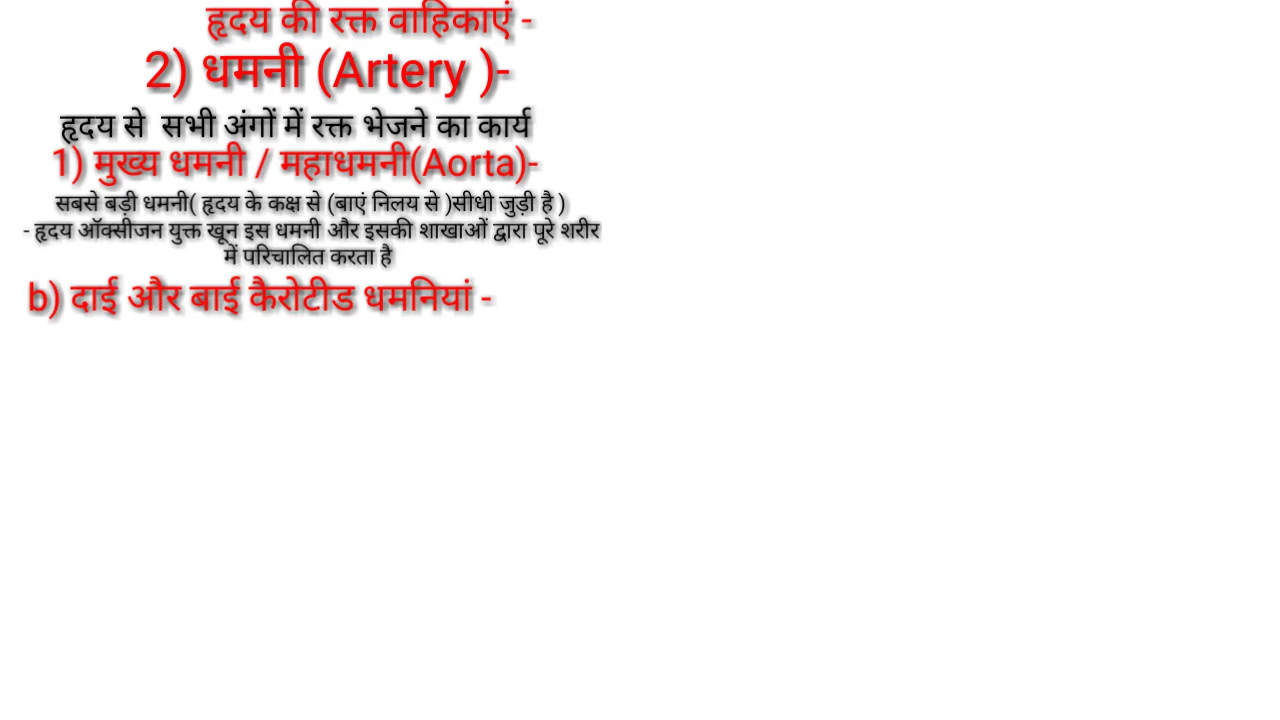 हृदय की रक्त वाहिकाएं -
2) धमनी (Artery )-
हृदय से सभी अंगों में रक्त भेजने का कार्य
1) मुख्य धमनी / महाधमनी(Aorta)-
सबसे बड़ी धमनी( हृदय के कक्ष से (बाएं निलय से )सीधी जुड़ी है )
- हृदय ऑक्सीजन युक्त खून इस धमनी और इसकी शाखाओं द्वारा पूरे शरीर
में परिचालित करता है
b) दाई और बाई कैरोटीड धमनियां -